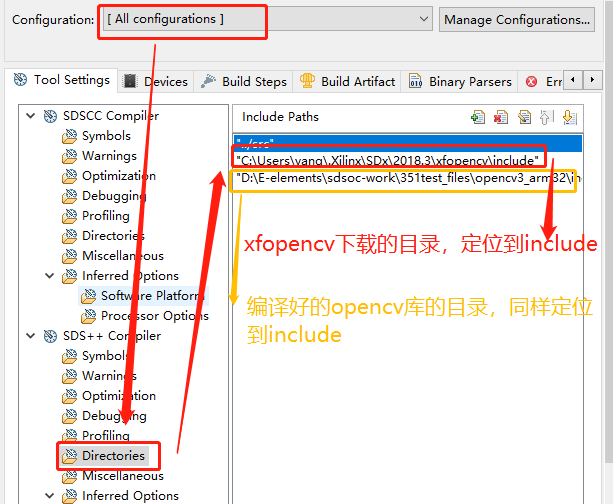 Configuration:
[ All configurations ]
Manage Configurations...
Tool Settings
Devices
Build Steps
Build Artifact
Binary Parsers
Err
SDSCC Compiler
Symbols
Warnings
Optimization
Debugging
Profiling
Directories
Miscellaneous
Inferred Options
Software Platform
Processor Options
SDS++ Compiler
Symbols
Warnings
Optimization
Debugging
Profiling
Directories
Miscellaneous
Inferred Options
Include Paths
"../src"
"C:\Users\yang\.Xilinx\SDx\2018.3\xfopencv\include"
"D:\E-elements\sdsoc-work\351test_files\opencv3_arm32\in
xfopencv下载的目录，定位到include
编译好的opencv库的目录，同样定位
到include